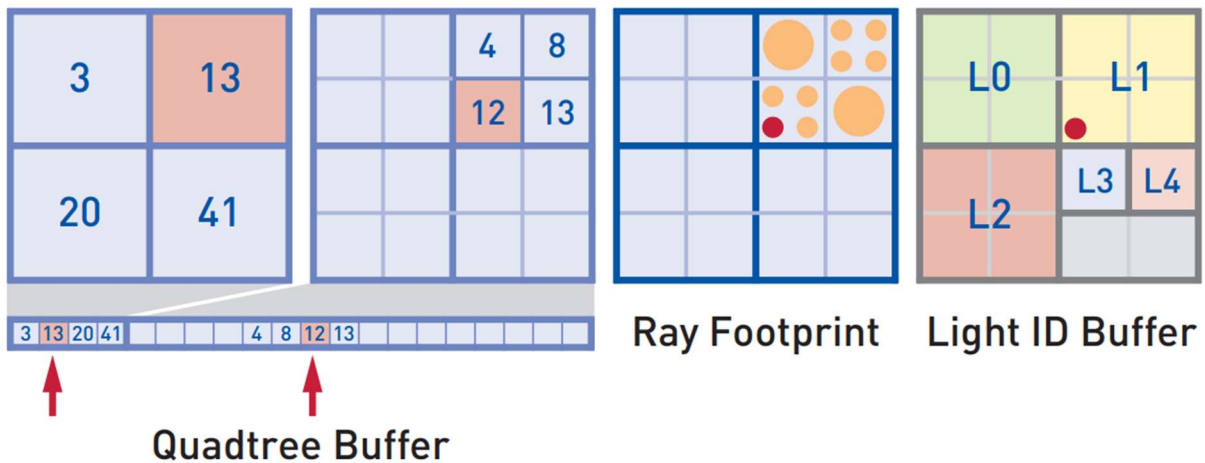 3 13
20 41
4 8
12 13
L0 L1
L2 L3 L4
3 13 20 41 4 8 12 13
Quadtree Buffer
Ray Footprint
Light ID Buffer